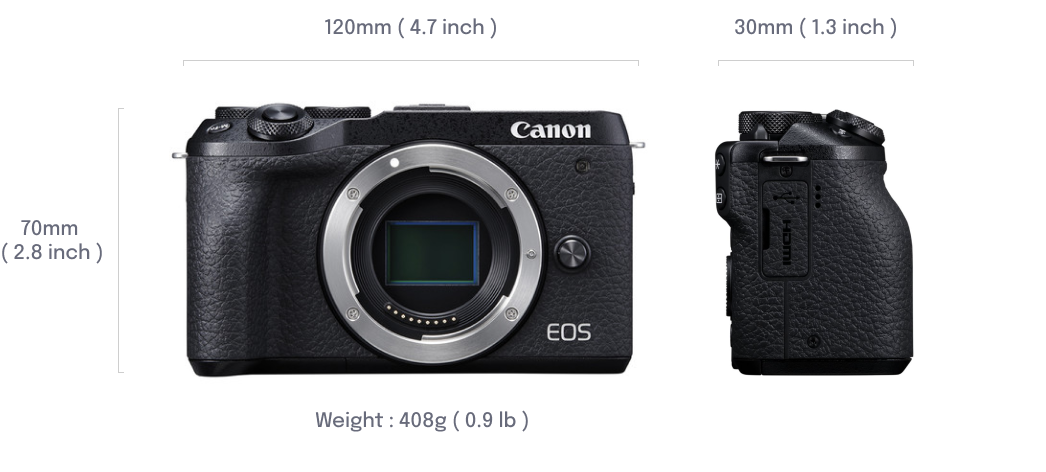 120mm ( 4.7 inch )
30mm ( 1.3 inch )
Canon
70mm
( 2.8 inch )
HDMI
EOS
Weight : 408g ( 0.9 lb )